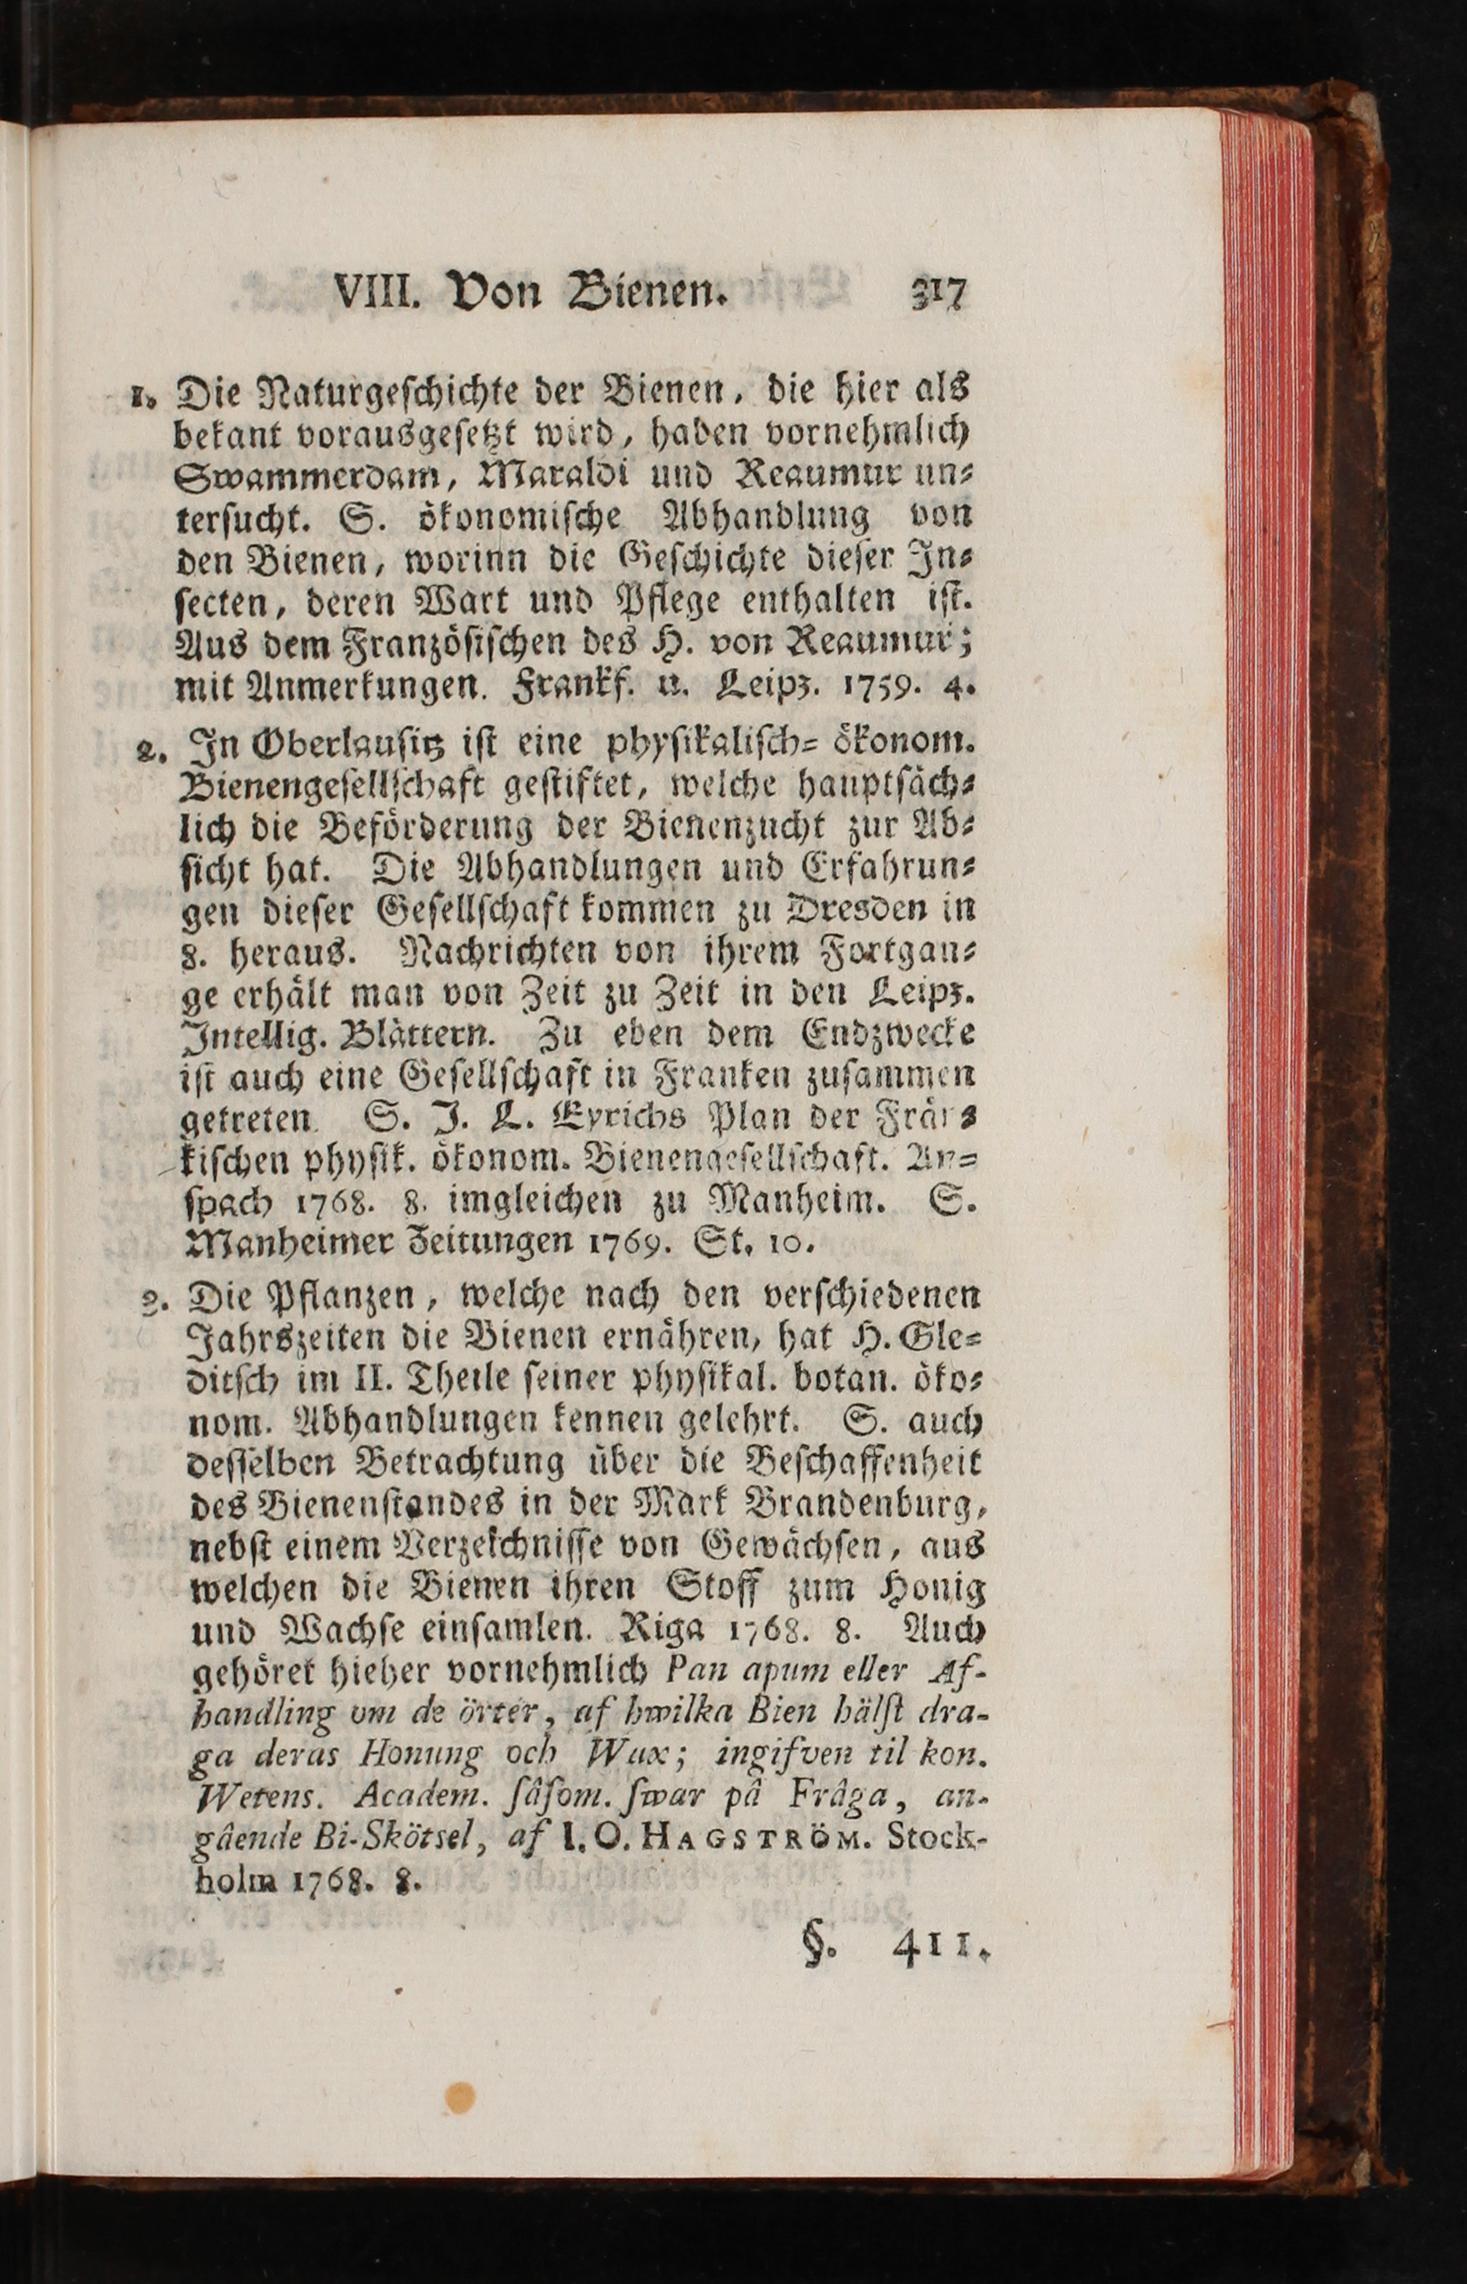 VIII. Von Bienen. 317
1. Die Naturgeſchichte der Bienen, die hier als
bekant vorausgeſetzt wird, haben vornehmlich
Swammerdam, Maraldi und Reaumur un⸗
terſucht. S. ökonomiſche Abhandlung von
den Bienen, worinn die Geſchichte dieſer In⸗
ſecten, deren Wart und Pflege enthalten iſt.
Aus dem Französiſchen des H. von Reaumur;
mit Anmerkungen. Frankf. u. Leipz. 1759. 4.
2. In Oberlauſitz iſt eine phyſikaliſch⸗ ökonom.
Bienengeſellſchaft geſtiftet, welche hauptſäch⸗
lich die Beförderung der Bienenzucht zur Ab⸗
ſicht hat. Die Abhandlungen und Erfahrun⸗
gen dieſer Geſellſchaft kommen zu Dresden in
8. heraus. Nachrichten von ihrem Fortgan⸗
ge erhält man von Zeit zu Zeit in den Leipz.
Intellig. Blättern. Zu eben dem Endzwecke
iſt auch eine Geſellſchaft in Franken zuſammen
getreten. S. J. L. Eyrichs Plan der Frän⸗
kiſchen phyſik. ökonom. Bienengeſellſchaft. An⸗
ſpach 1768. 8. imgleichen zu Manheim. S.
Manheimer Zeitungen 1769. St. 10.
3. Die Pflanzen, welche nach den verſchiedenen
Jahrszeiten die Bienen ernähren, hat H. Gle⸗
ditſch im II. Theile ſeiner phyſikal. botan. öko⸗
nom. Abhandlungen kennen gelehrt. S. auch
deſſelben Betrachtung über die Beſchaffenheit
des Bienenſtandes in der Mark Brandenburg,
nebſt einem Verzekchniſſe von Gewächſen, aus
welchen die Bienen ihren Stoff zum Honig
und Wachſe einſamlen. Riga 1768. 8. Auch
gehöret hieher vornehmlich Pan apum eller Af-
handling om de örter, af hwilka Bien hälſt dra-
ga deras Honung och Wax; ingifven til kon.
Wetens. Academ. ſâſom. ſwar pâ Frâga, an-
gâende Bi-Skötsel, af I. O. HAGSTRÖM. Stock-
holm 1768. 8.
§. 411.